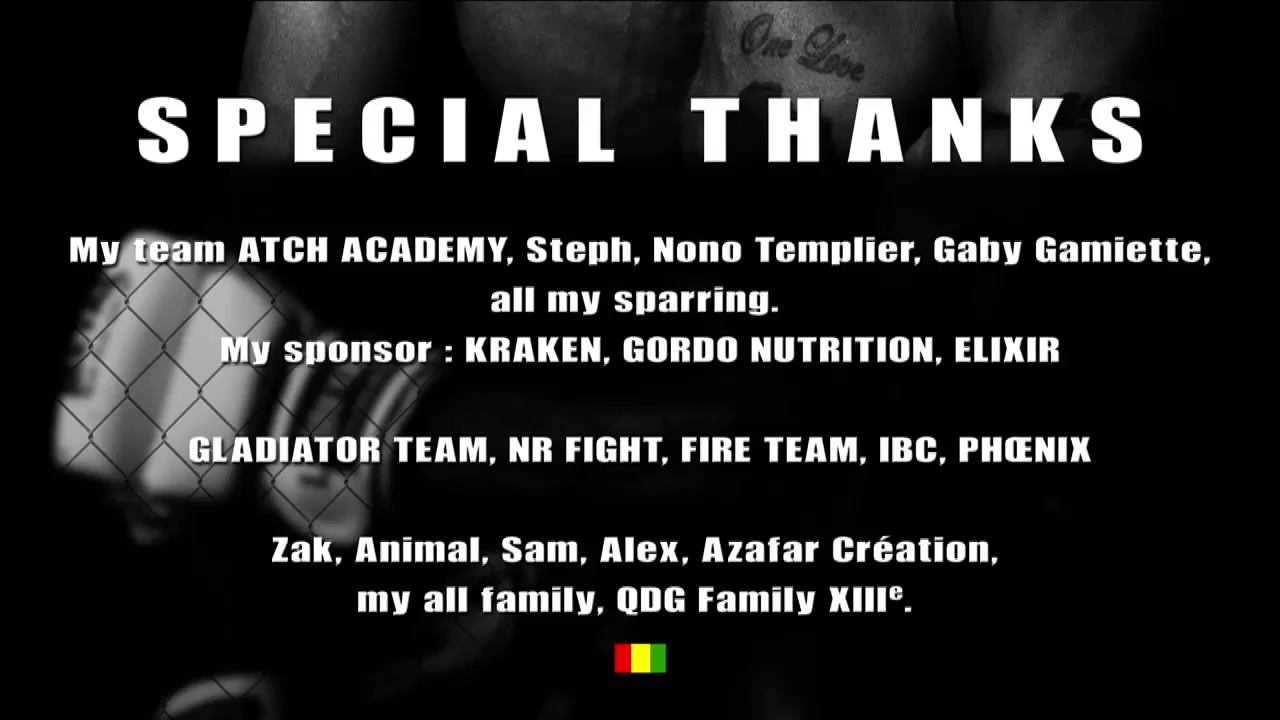 One Love
SPECIAL THANKS
My team ATCH ACADEMY, Steph, Nono Templier, Gaby Gamiette,
all my sparring.
My sponsor : KRAKEN, GORDO NUTRITION, ELIXIR
GLADIATOR TEAM, NR FIGHT, FIRE TEAM, IBC, PHŒNIX
Zak, Animal, Sam, Alex, Azafar Création,
my all family, QDG Family XIIIᵉ.